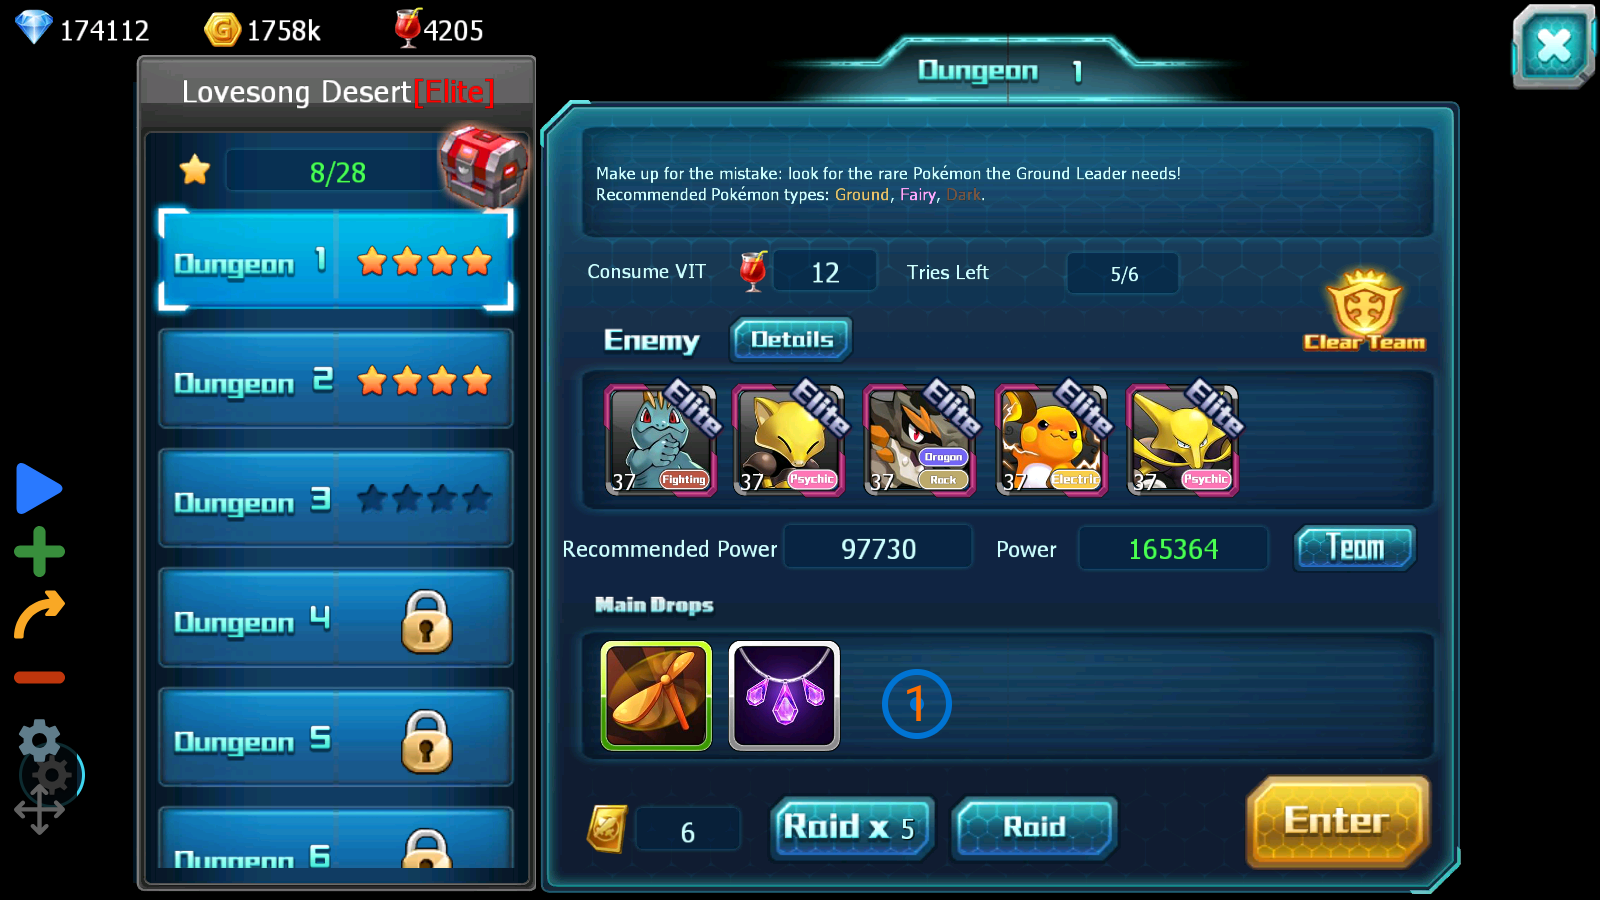 174112 1758k 4205
Lovesong Desert[Elite]
8/28
Dungeon 1
Dungeon 2
Dungeon 3
Dungeon 4
Dungeon 5
Dungeon 6
Dungeon 1
Make up for the mistake: look for the rare Pokémon the Ground Leader needs!
Recommended Pokémon types: Ground, Fairy, Dark.
Consume VIT 12 Tries Left 5/6
Clear Team
Enemy Details
Elite Elite Elite Elite Elite
Dragon
37 Fighting 37 Psychic 37 Rock 37 Electric 37 Psychic
Recommended Power 97730 Power 165364 Team
Main Drops
1
6 Raid x 5 Raid Enter